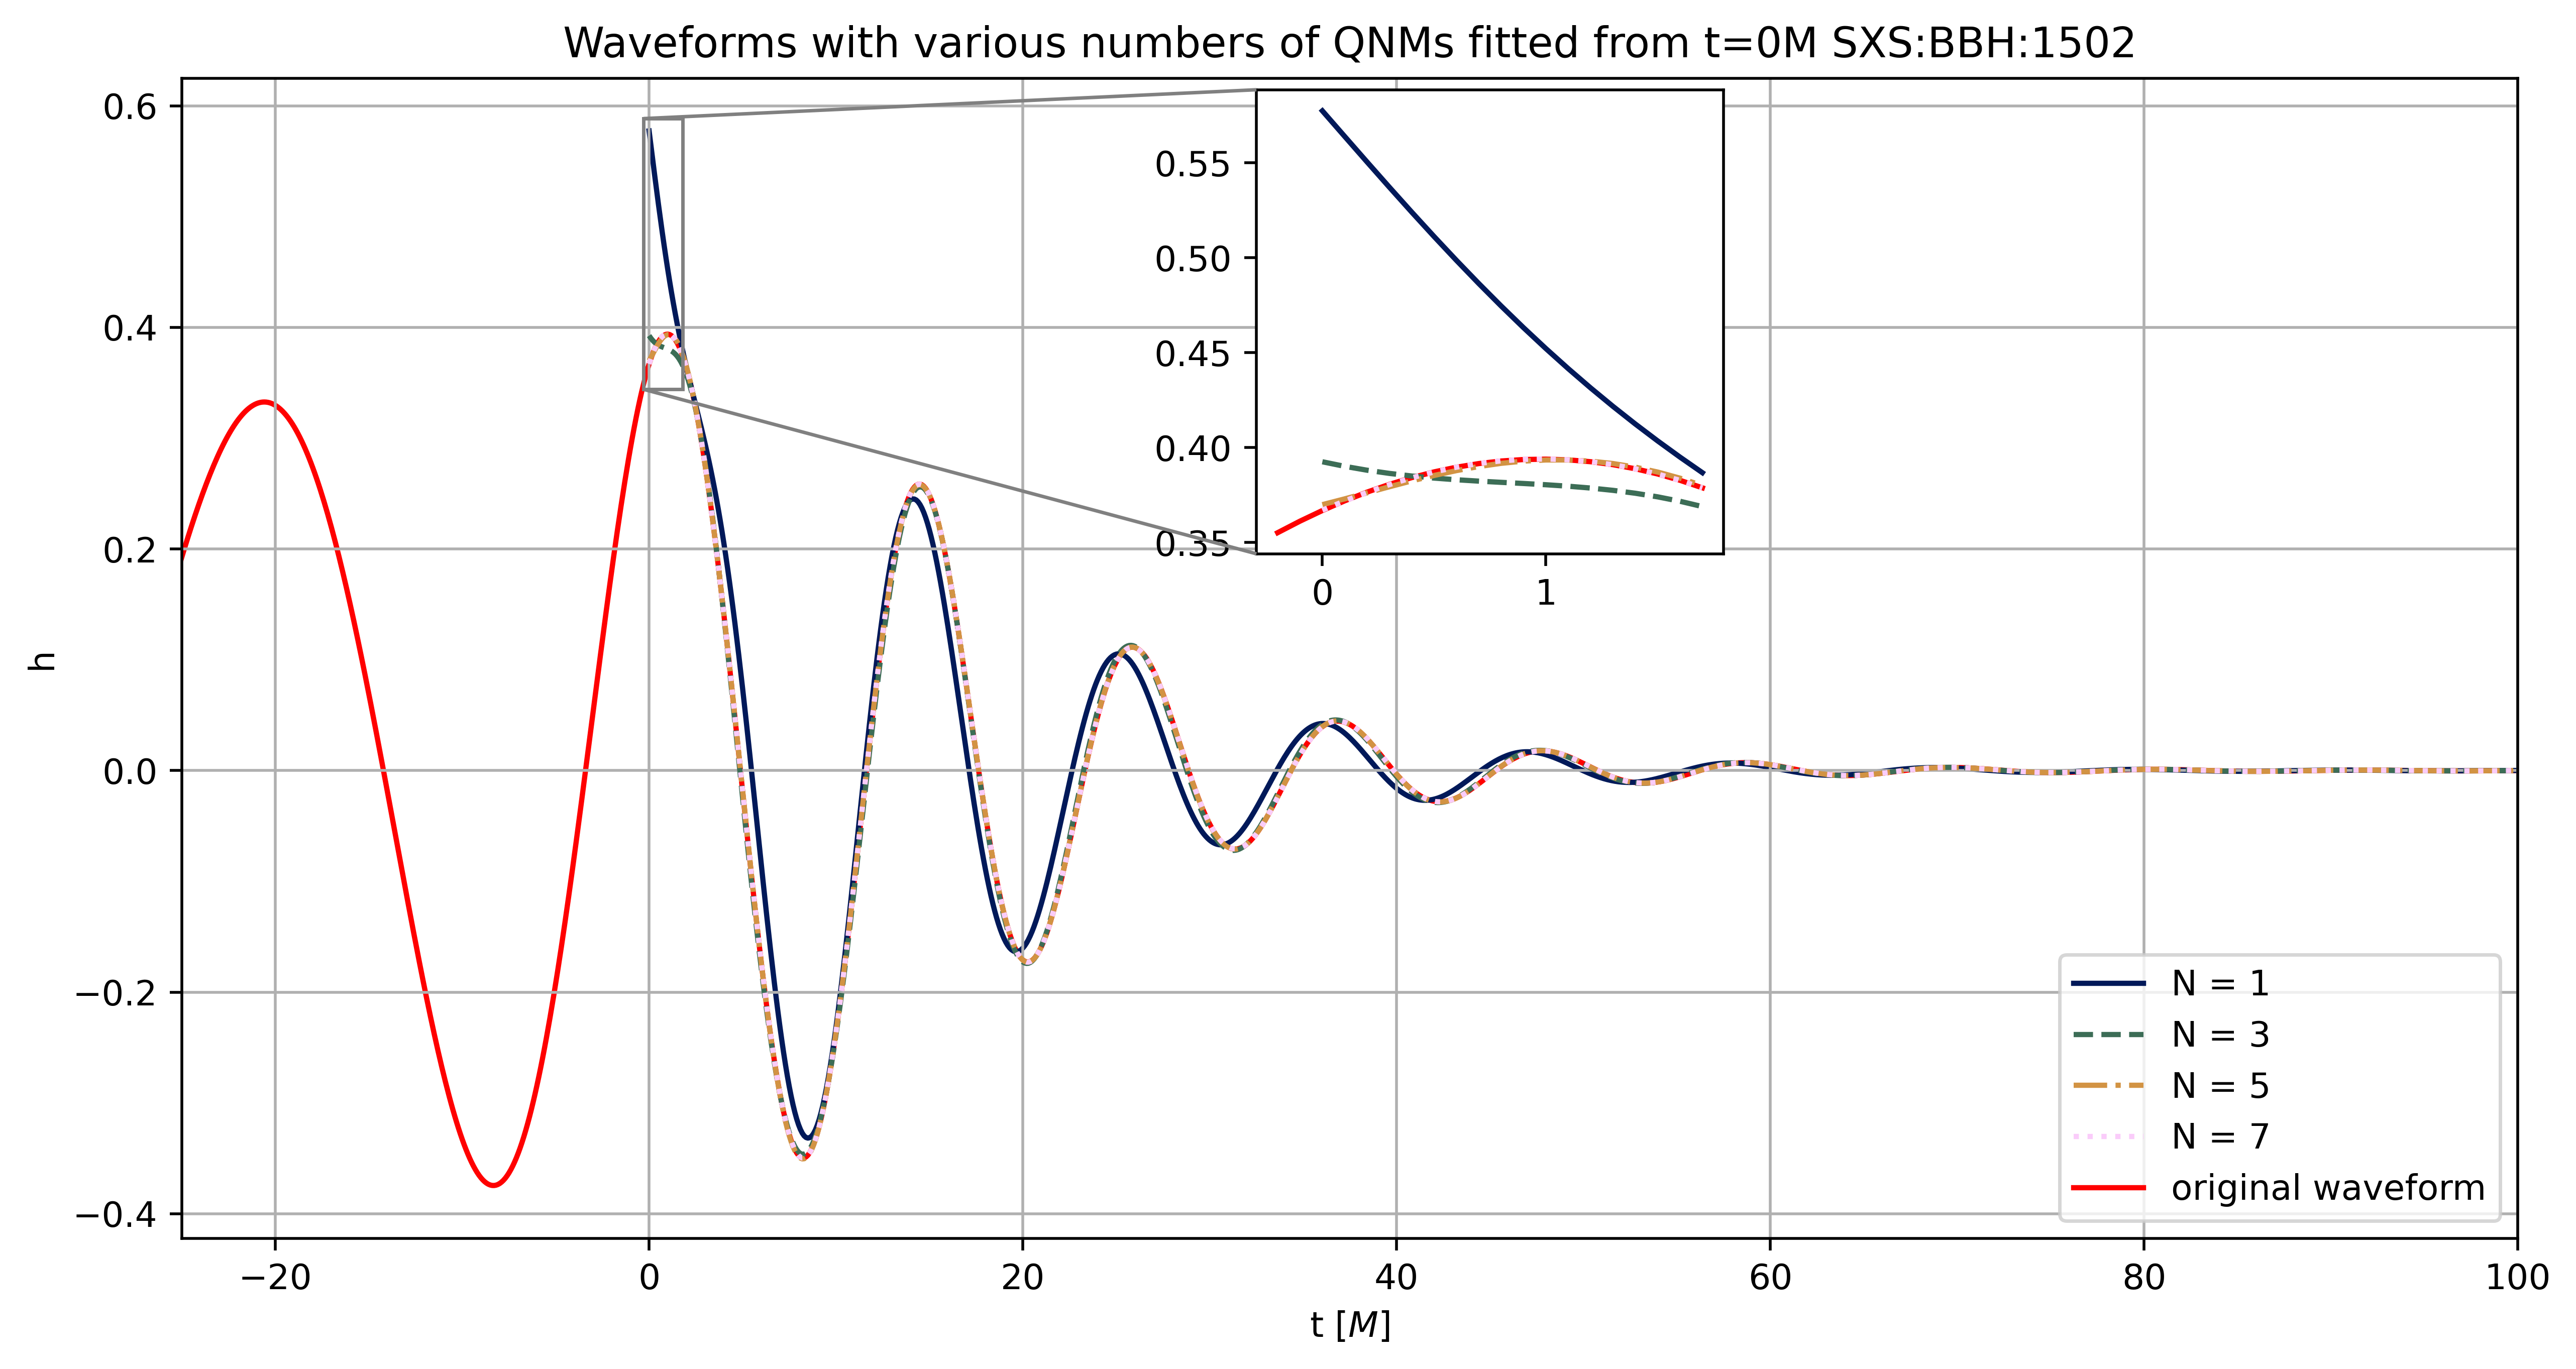 Waveforms with various numbers of QNMs fitted from t=0M SXS:BBH:1502
0.6
0.4
0.2
0.0
−0.2
−0.4
h
0.55
0.50
0.45
0.40
0.35
0 1
N = 1
N = 3
N = 5
N = 7
original waveform
−20 0 20 40 60 80 100
t [M]